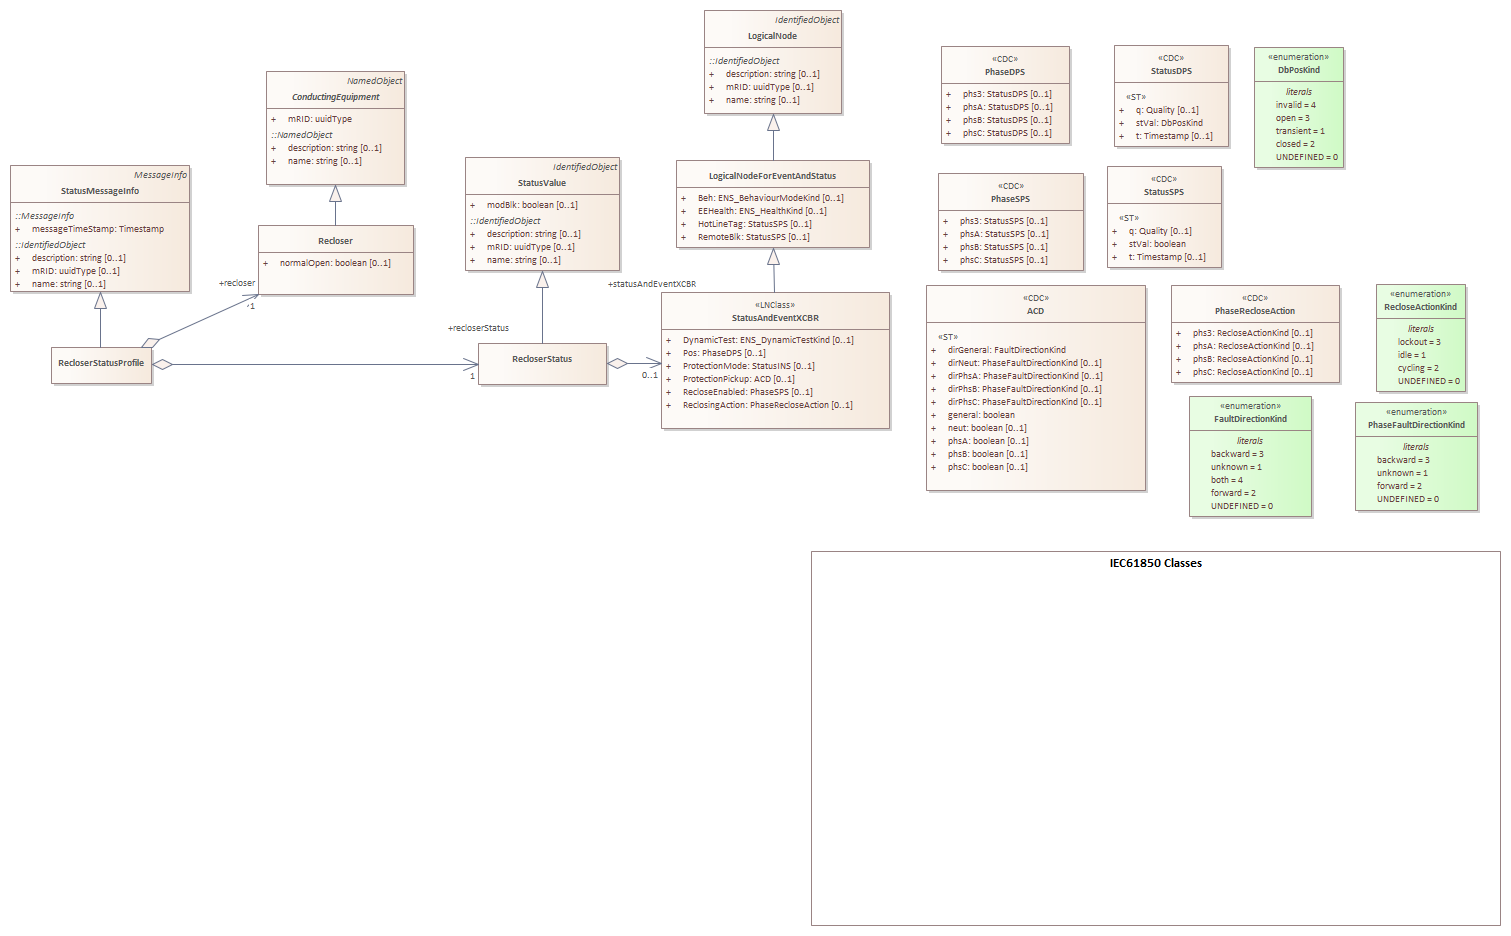 MessageInfo
StatusMessageInfo
::MessageInfo
+ messageTimeStamp: Timestamp
::IdentifiedObject
+ description: string [0..1]
+ mRID: uuidType [0..1]
+ name: string [0..1]
NamedObject
ConductingEquipment
+ mRID: uuidType
::NamedObject
+ description: string [0..1]
+ name: string [0..1]
Recloser
+ normalOpen: boolean [0..1]
+recloser
1
RecloserStatusProfile
IdentifiedObject
StatusValue
+ modBlk: boolean [0..1]
::IdentifiedObject
+ description: string [0..1]
+ mRID: uuidType [0..1]
+ name: string [0..1]
+recloserStatus
1
RecloserStatus
+statusAndEventXCBR
0..1
IdentifiedObject
LogicalNode
::IdentifiedObject
+ description: string [0..1]
+ mRID: uuidType [0..1]
+ name: string [0..1]
LogicalNodeForEventAndStatus
+ Beh: ENS_BehaviourModeKind [0..1]
+ EEHealth: ENS_HealthKind [0..1]
+ HotLineTag: StatusSPS [0..1]
+ RemoteBlk: StatusSPS [0..1]
«LNClass»
StatusAndEventXCBR
+ DynamicTest: ENS_DynamicTestKind [0..1]
+ Pos: PhaseDPS [0..1]
+ ProtectionMode: StatusINS [0..1]
+ ProtectionPickup: ACD [0..1]
+ RecloseEnabled: PhaseSPS [0..1]
+ ReclosingAction: PhaseRecloseAction [0..1]
«CDC»
PhaseDPS
+ phs3: StatusDPS [0..1]
+ phsA: StatusDPS [0..1]
+ phsB: StatusDPS [0..1]
+ phsC: StatusDPS [0..1]
«CDC»
StatusDPS
«ST»
+ q: Quality [0..1]
+ stVal: DbPosKind
+ t: Timestamp [0..1]
«enumeration»
DbPosKind
literals
invalid = 4
open = 3
transient = 1
closed = 2
UNDEFINED = 0
«CDC»
PhaseSPS
+ phs3: StatusSPS [0..1]
+ phsA: StatusSPS [0..1]
+ phsB: StatusSPS [0..1]
+ phsC: StatusSPS [0..1]
«CDC»
StatusSPS
«ST»
+ q: Quality [0..1]
+ stVal: boolean
+ t: Timestamp [0..1]
«CDC»
ACD
«ST»
+ dirGeneral: FaultDirectionKind
+ dirNeut: PhaseFaultDirectionKind [0..1]
+ dirPhsA: PhaseFaultDirectionKind [0..1]
+ dirPhsB: PhaseFaultDirectionKind [0..1]
+ dirPhsC: PhaseFaultDirectionKind [0..1]
+ general: boolean
+ neut: boolean [0..1]
+ phsA: boolean [0..1]
+ phsB: boolean [0..1]
+ phsC: boolean [0..1]
«CDC»
PhaseRecloseAction
+ phs3: RecloseActionKind [0..1]
+ phsA: RecloseActionKind [0..1]
+ phsB: RecloseActionKind [0..1]
+ phsC: RecloseActionKind [0..1]
«enumeration»
RecloseActionKind
literals
lockout = 3
idle = 1
cycling = 2
UNDEFINED = 0
«enumeration»
FaultDirectionKind
literals
backward = 3
unknown = 1
both = 4
forward = 2
UNDEFINED = 0
«enumeration»
PhaseFaultDirectionKind
literals
backward = 3
unknown = 1
forward = 2
UNDEFINED = 0
IEC61850 Classes